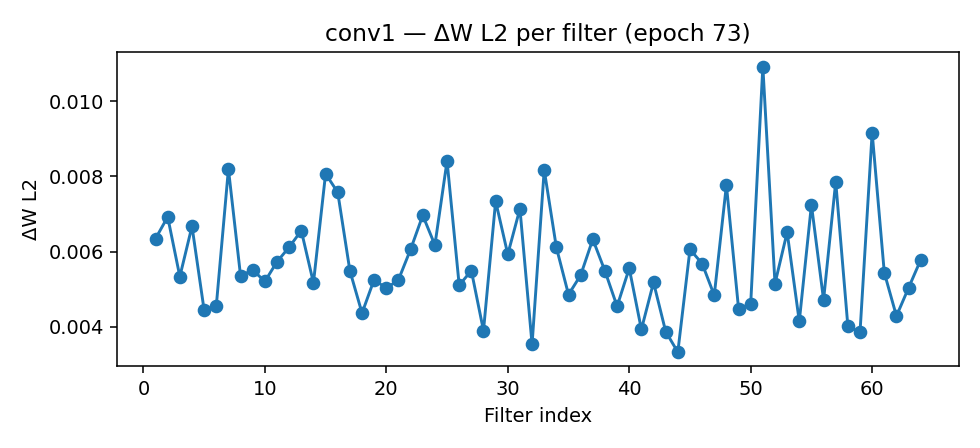 conv1 — ΔW L2 per filter (epoch 73)
ΔW L2
0.010
0.008
0.006
0.004
0 10 20 30 40 50 60
Filter index